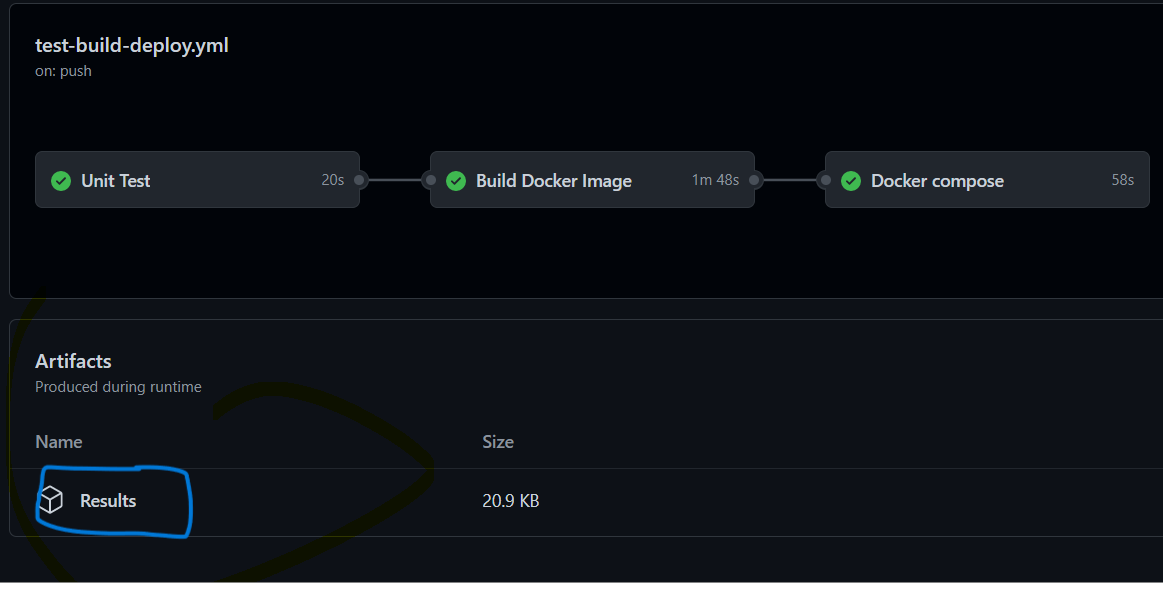 test-build-deploy.yml
on: push
Unit Test 20s
Build Docker Image 1m 48s
Docker compose 58s
Artifacts
Produced during runtime
Name Size
Results 20.9 KB